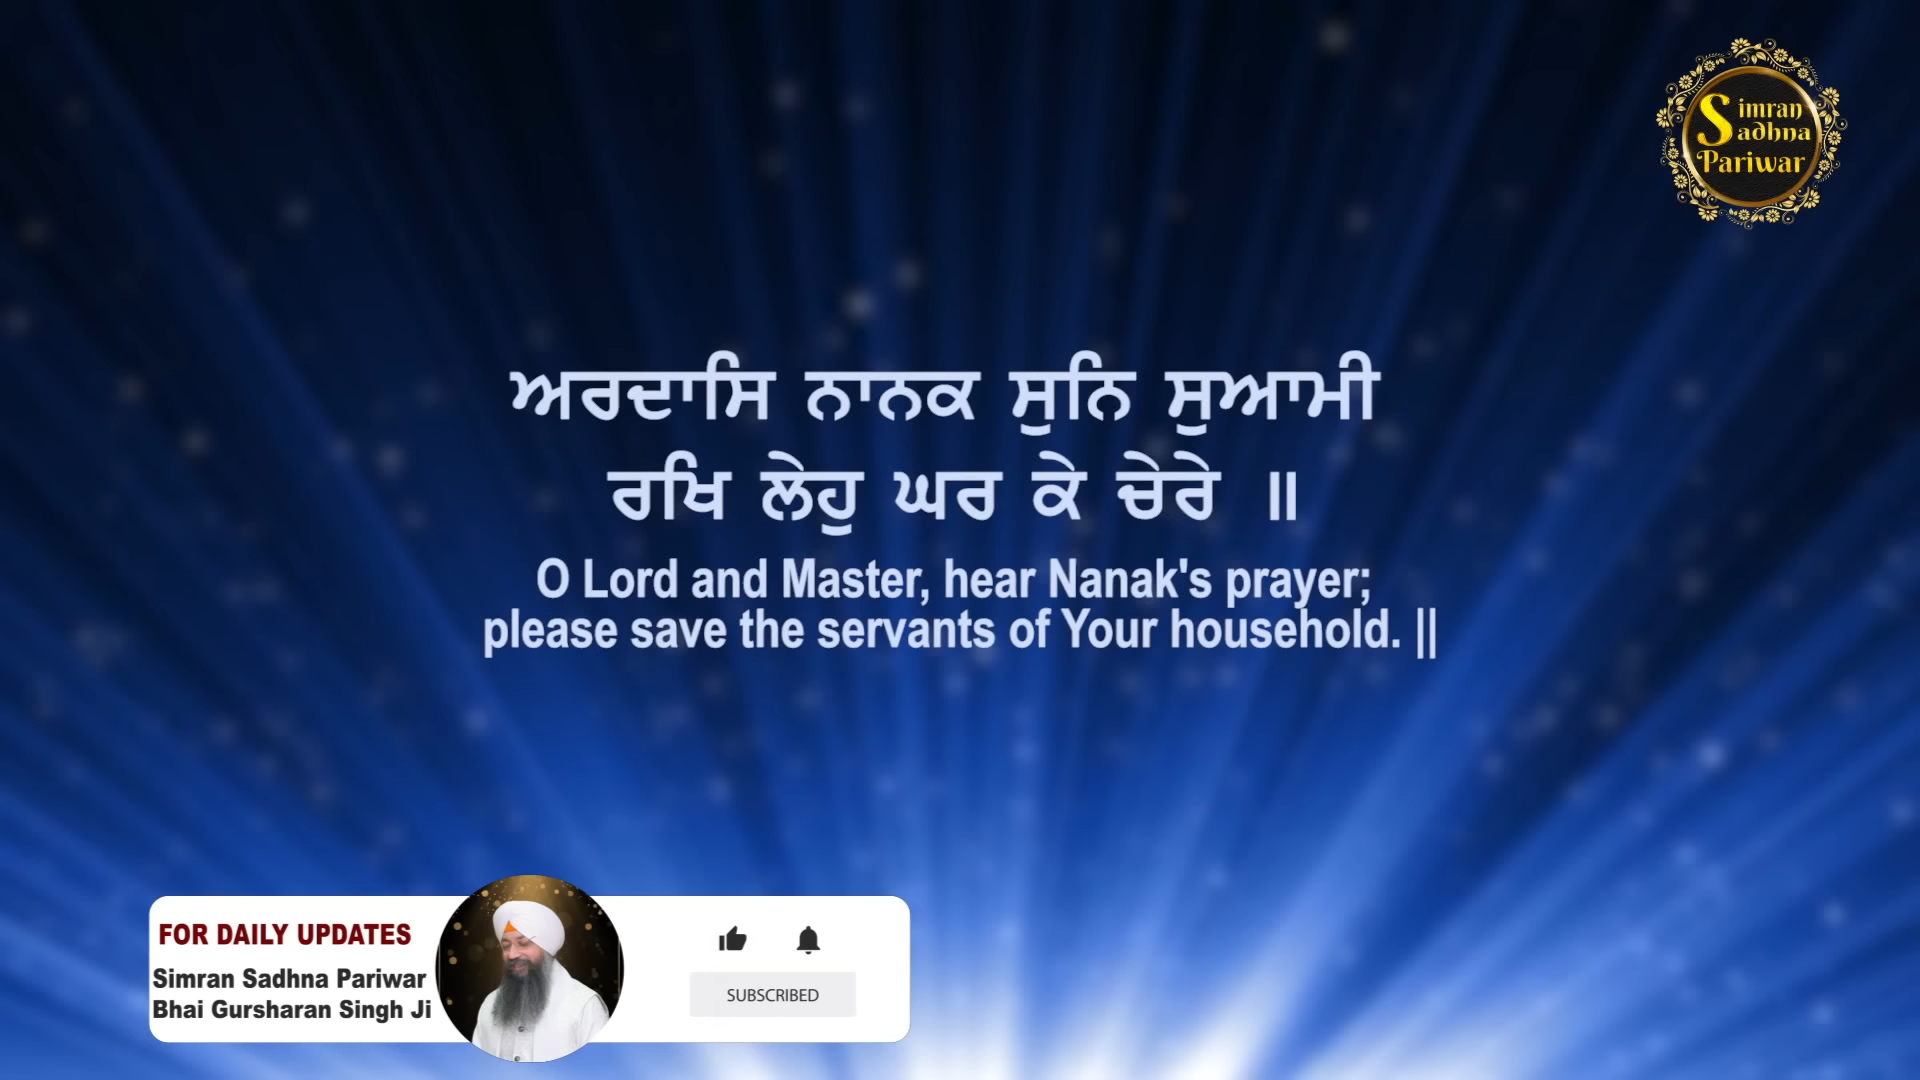 Simran
Sadhna
Pariwar
ਅਰਦਾਸਿ ਨਾਨਕ ਸੁਨਿ ਸੁਆਮੀ
ਰਖਿ ਲੇਹੁ ਘਰ ਕੇ ਚੇਰੇ ॥
O Lord and Master, hear Nanak's prayer;
please save the servants of Your household. ||
FOR DAILY UPDATES
Simran Sadhna Pariwar
Bhai Gursharan Singh Ji
SUBSCRIBED